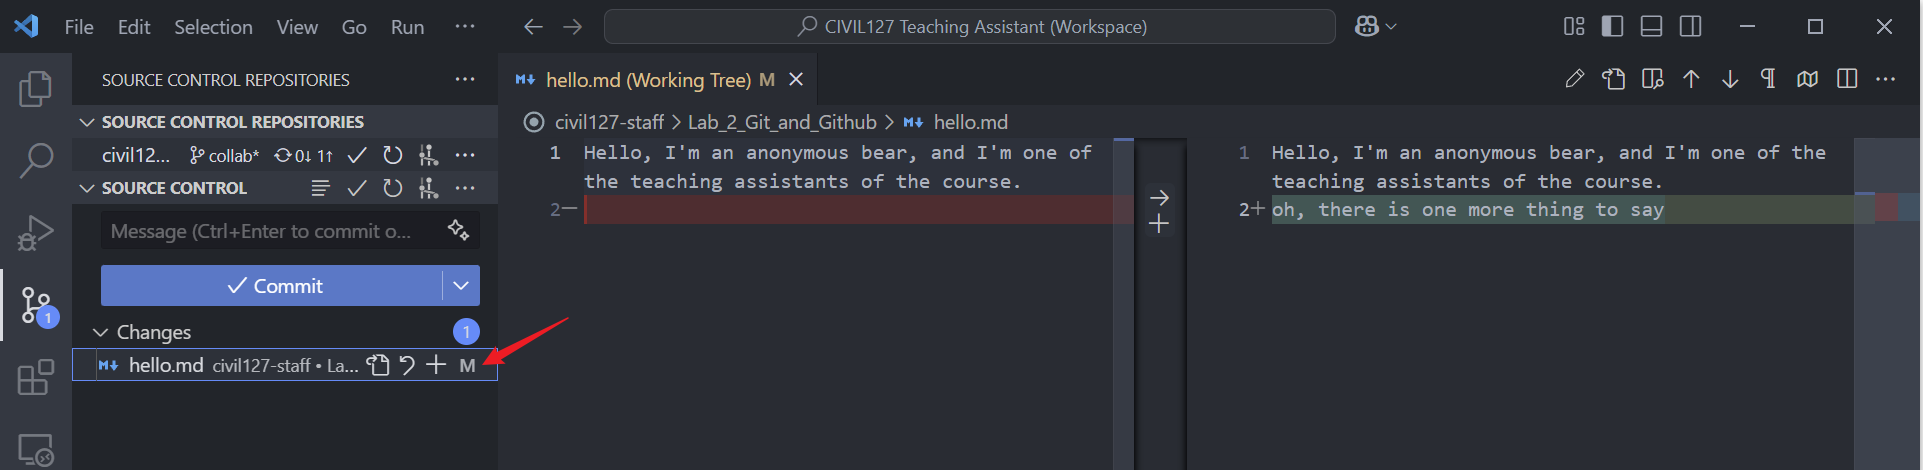 File Edit Selection View Go Run ...
CIVIL127 Teaching Assistant (Workspace)
SOURCE CONTROL REPOSITORIES ...
SOURCE CONTROL REPOSITORIES
civil12... collab* 0↓ 1↑ ...
SOURCE CONTROL ...
Message (Ctrl+Enter to commit o...
Commit
Changes 1
hello.md civil127-staff • La... M
1
hello.md (Working Tree) M
civil127-staff > Lab_2_Git_and_Github > hello.md
1 Hello, I'm an anonymous bear, and I'm one of
the teaching assistants of the course.
2−
1 Hello, I'm an anonymous bear, and I'm one of the
teaching assistants of the course.
2+ oh, there is one more thing to say